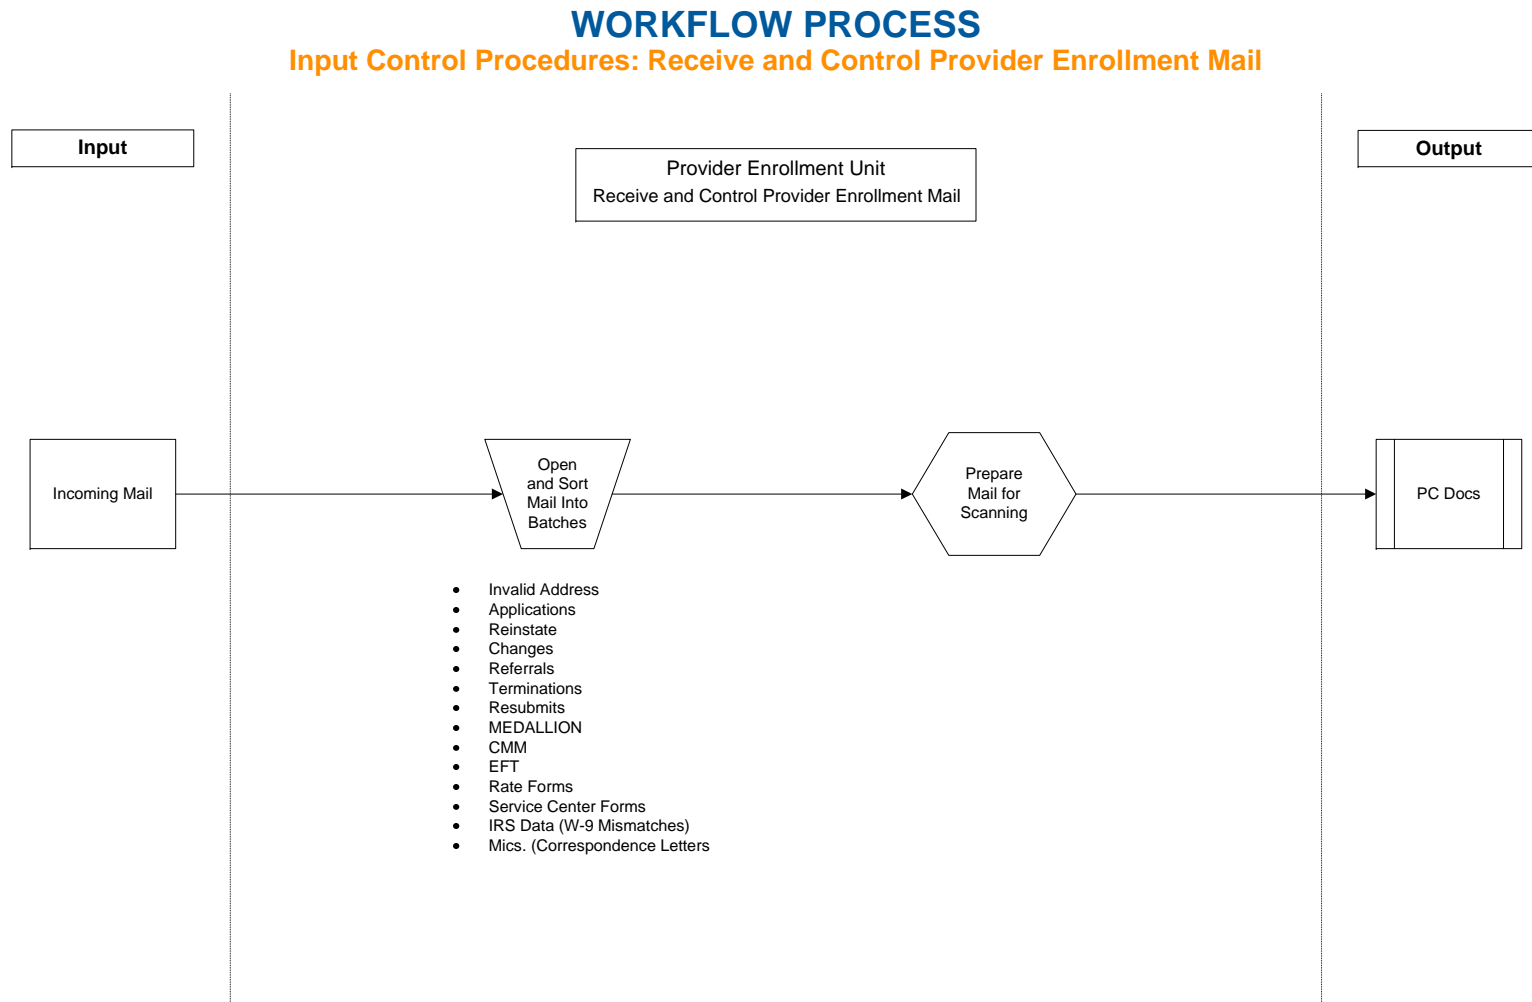 WORKFLOW PROCESS
Input Control Procedures: Receive and Control Provider Enrollment Mail
Input
Provider Enrollment Unit
Receive and Control Provider Enrollment Mail
Output
Incoming Mail
Open
and Sort
Mail Into
Batches
Prepare
Mail for
Scanning
PC Docs
• Invalid Address
• Applications
• Reinstate
• Changes
• Referrals
• Terminations
• Resubmits
• MEDALLION
• CMM
• EFT
• Rate Forms
• Service Center Forms
• IRS Data (W-9 Mismatches)
• Mics. (Correspondence Letters